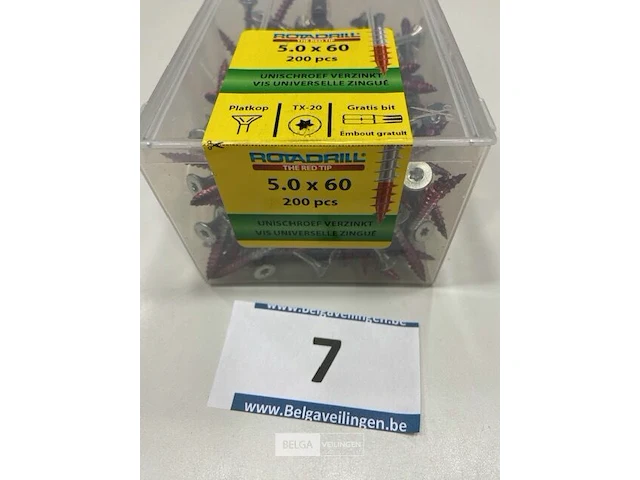 ROTADRILL
THE RED TIP
5.0 x 60
200 pcs
UNISCHROEF VERZINKT
VIS UNIVERSELLE ZINGUÉ
Platkop
TX-20
Gratis bit
Embout gratuit
ROTADRILL
THE RED TIP
5.0 x 60
200 pcs
UNISCHROEF VERZINKT
VIS UNIVERSELLE ZINGUÉ
www.Belgaveilingen.be
7
www.Belgaveilingen.be
BELGA VEILINGEN